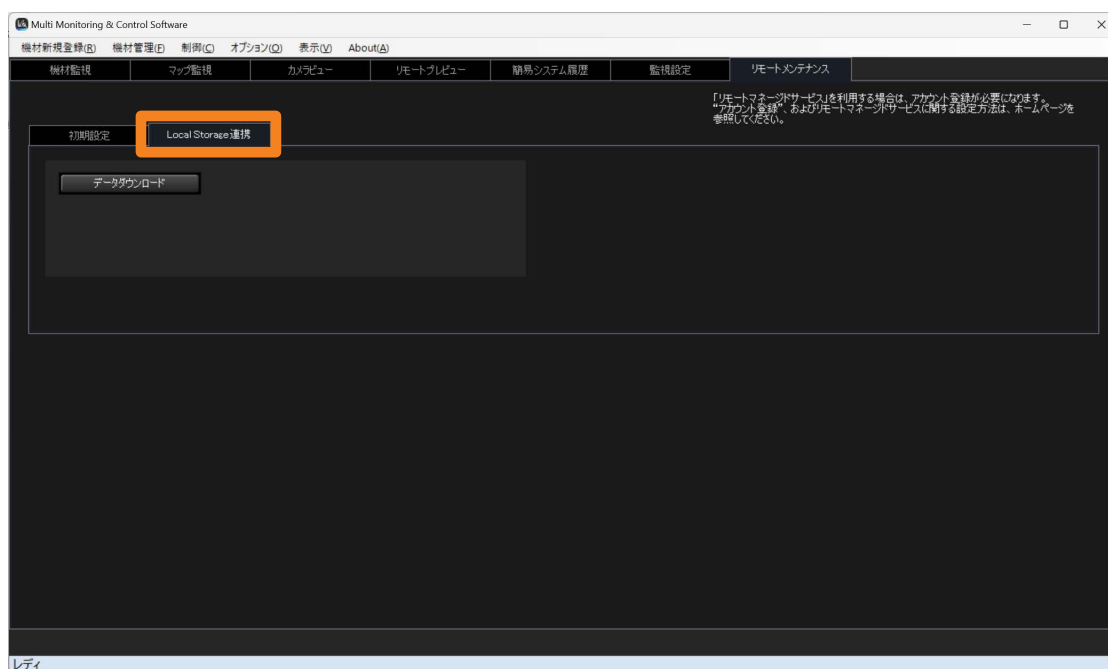 Multi Monitoring & Control Software
機材新規登録(R) 機材管理(F) 制御(C) オプション(O) 表示(V) About(A)
機材監視 マップ監視 カメラビュー リモートプレビュー 簡易システム履歴 監視設定 リモートメンテナンス
「リモートマネージドサービス」を利用する場合は、アカウント登録が必要になります。
“アカウント登録”、およびリモートマネージドサービスに関する設定方法は、ホームページを
参照してください。
初期設定 Local Storage連携
データダウンロード
レディ